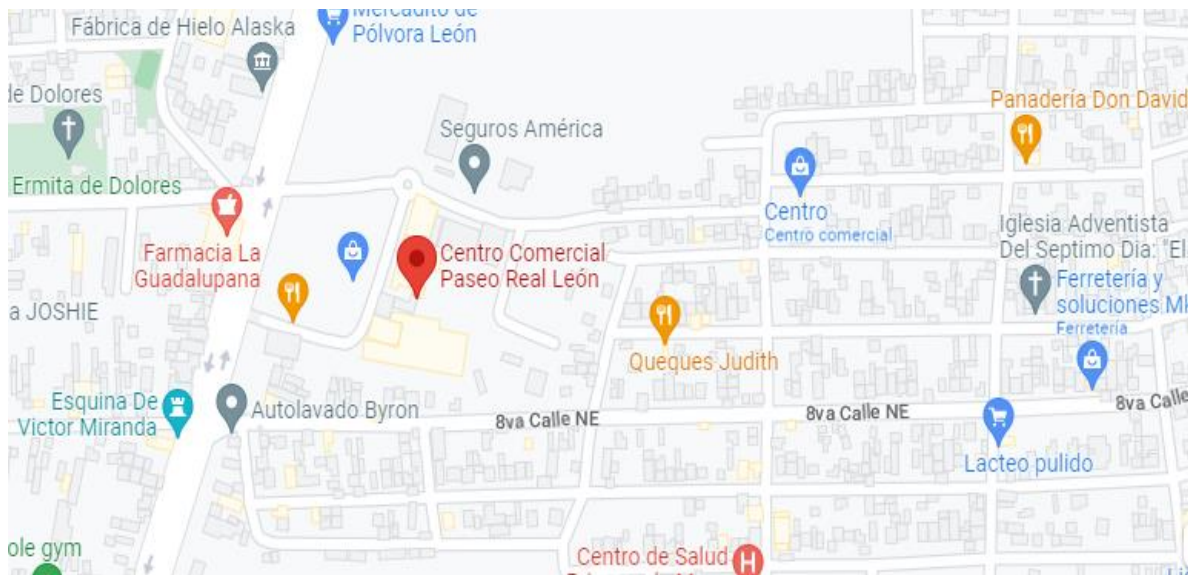 Mercadito de
Pólvora León
Fábrica de Hielo Alaska
de Dolores
Panadería Don David
Seguros América
Ermita de Dolores
Centro
Centro comercial
Farmacia La
Guadalupana
Centro Comercial
Paseo Real León
Iglesia Adventista
Del Septimo Dia: "El
Ferretería y
soluciones Mk
Ferretería
a JOSHIE
Queques Judith
Esquina De
Victor Miranda
Autolavado Byron
8va Calle NE
8va Calle NE
8va Calle
Lacteo pulido
ole gym
Centro de Salud
H